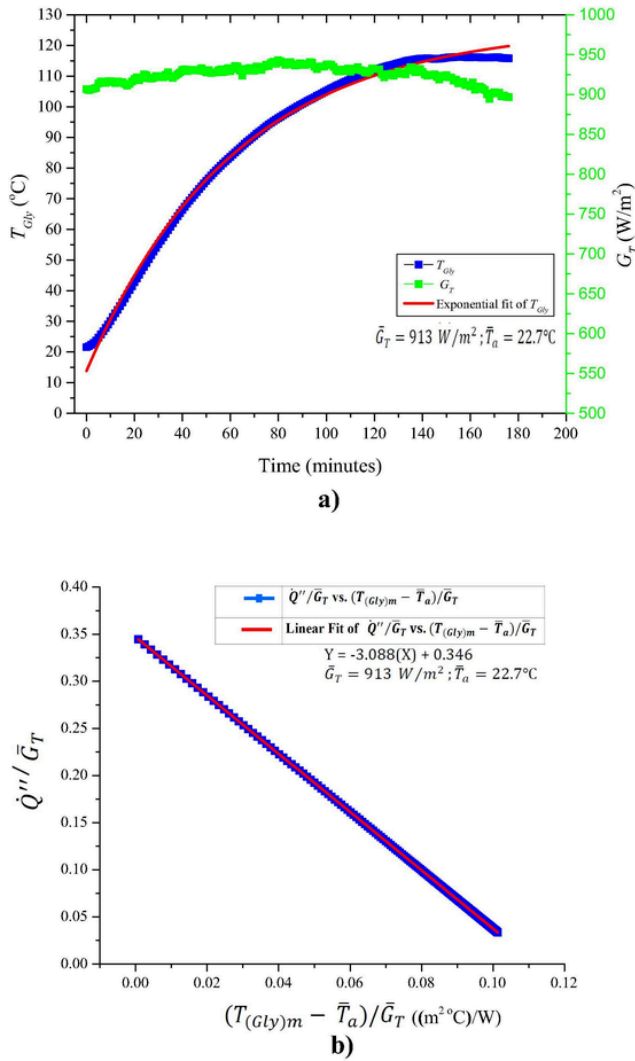 130
120
110
100
90
80
70
60
50
40
30
20
10
0
T_Gly (°C)
1000
950
900
850
800
750
700
650
600
550
500
G_T (W/m²)
T_Gly
G_T
Exponential fit of T_Gly
Ḡ_T = 913 W/m² ; T̄_a = 22.7℃
0 20 40 60 80 100 120 140 160 180 200
Time (minutes)
a)
0.40
0.35
0.30
0.25
0.20
0.15
0.10
0.05
0.00
Q̇''/Ḡ_T
Q̇''/Ḡ_T vs. (T_(Gly)m − T̄_a)/Ḡ_T
Linear Fit of Q̇''/Ḡ_T vs. (T_(Gly)m − T̄_a)/Ḡ_T
Y = -3.088(X) + 0.346
Ḡ_T = 913 W/m² ; T̄_a = 22.7℃
0.00 0.02 0.04 0.06 0.08 0.10 0.12
(T_(Gly)m − T̄_a)/Ḡ_T ((m² °C)/W)
b)